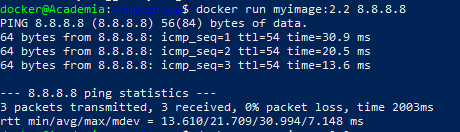 docker@Academia: $ docker run myimage:2.2 8.8.8.8
PING 8.8.8.8 (8.8.8.8) 56(84) bytes of data.
64 bytes from 8.8.8.8: icmp_seq=1 ttl=54 time=30.9 ms
64 bytes from 8.8.8.8: icmp_seq=2 ttl=54 time=20.5 ms
64 bytes from 8.8.8.8: icmp_seq=3 ttl=54 time=13.6 ms
--- 8.8.8.8 ping statistics ---
3 packets transmitted, 3 received, 0% packet loss, time 2003ms
rtt min/avg/max/mdev = 13.610/21.709/30.994/7.148 ms